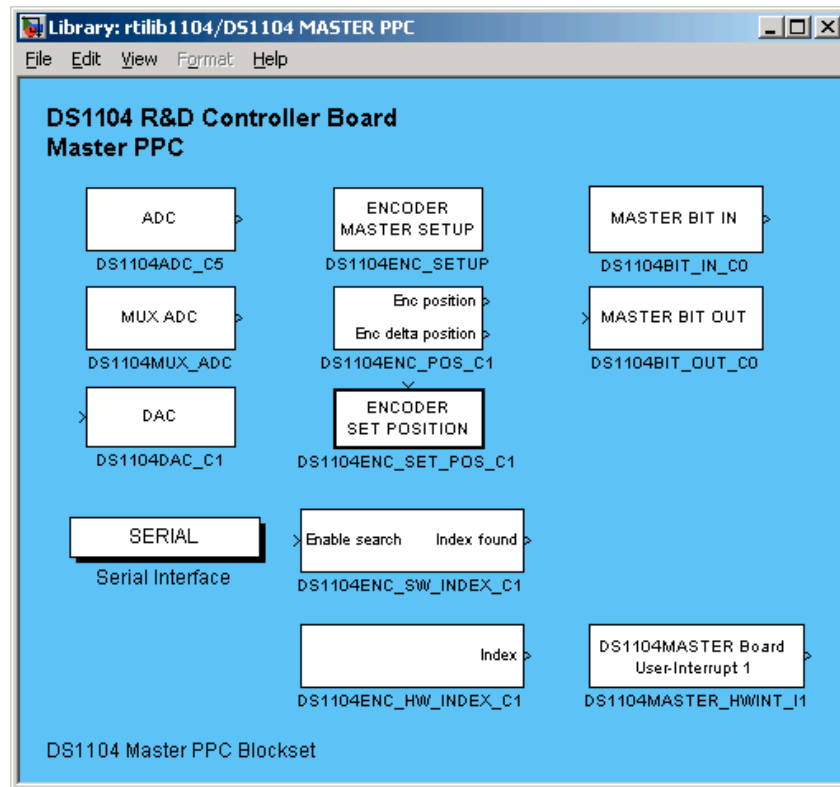 Library: rtilib1104/DS1104 MASTER PPC
File Edit View Format Help
DS1104 R&D Controller Board
Master PPC
ADC
DS1104ADC_C5
ENCODER
MASTER SETUP
DS1104ENC_SETUP
MASTER BIT IN
DS1104BIT_IN_C0
MUX ADC
DS1104MUX_ADC
Enc position
Enc delta position
DS1104ENC_POS_C1
MASTER BIT OUT
DS1104BIT_OUT_C0
DAC
DS1104DAC_C1
ENCODER
SET POSITION
DS1104ENC_SET_POS_C1
SERIAL
Serial Interface
Enable search Index found
DS1104ENC_SW_INDEX_C1
Index
DS1104ENC_HW_INDEX_C1
DS1104MASTER Board
User-Interrupt 1
DS1104MASTER_HWINT_I1
DS1104 Master PPC Blockset